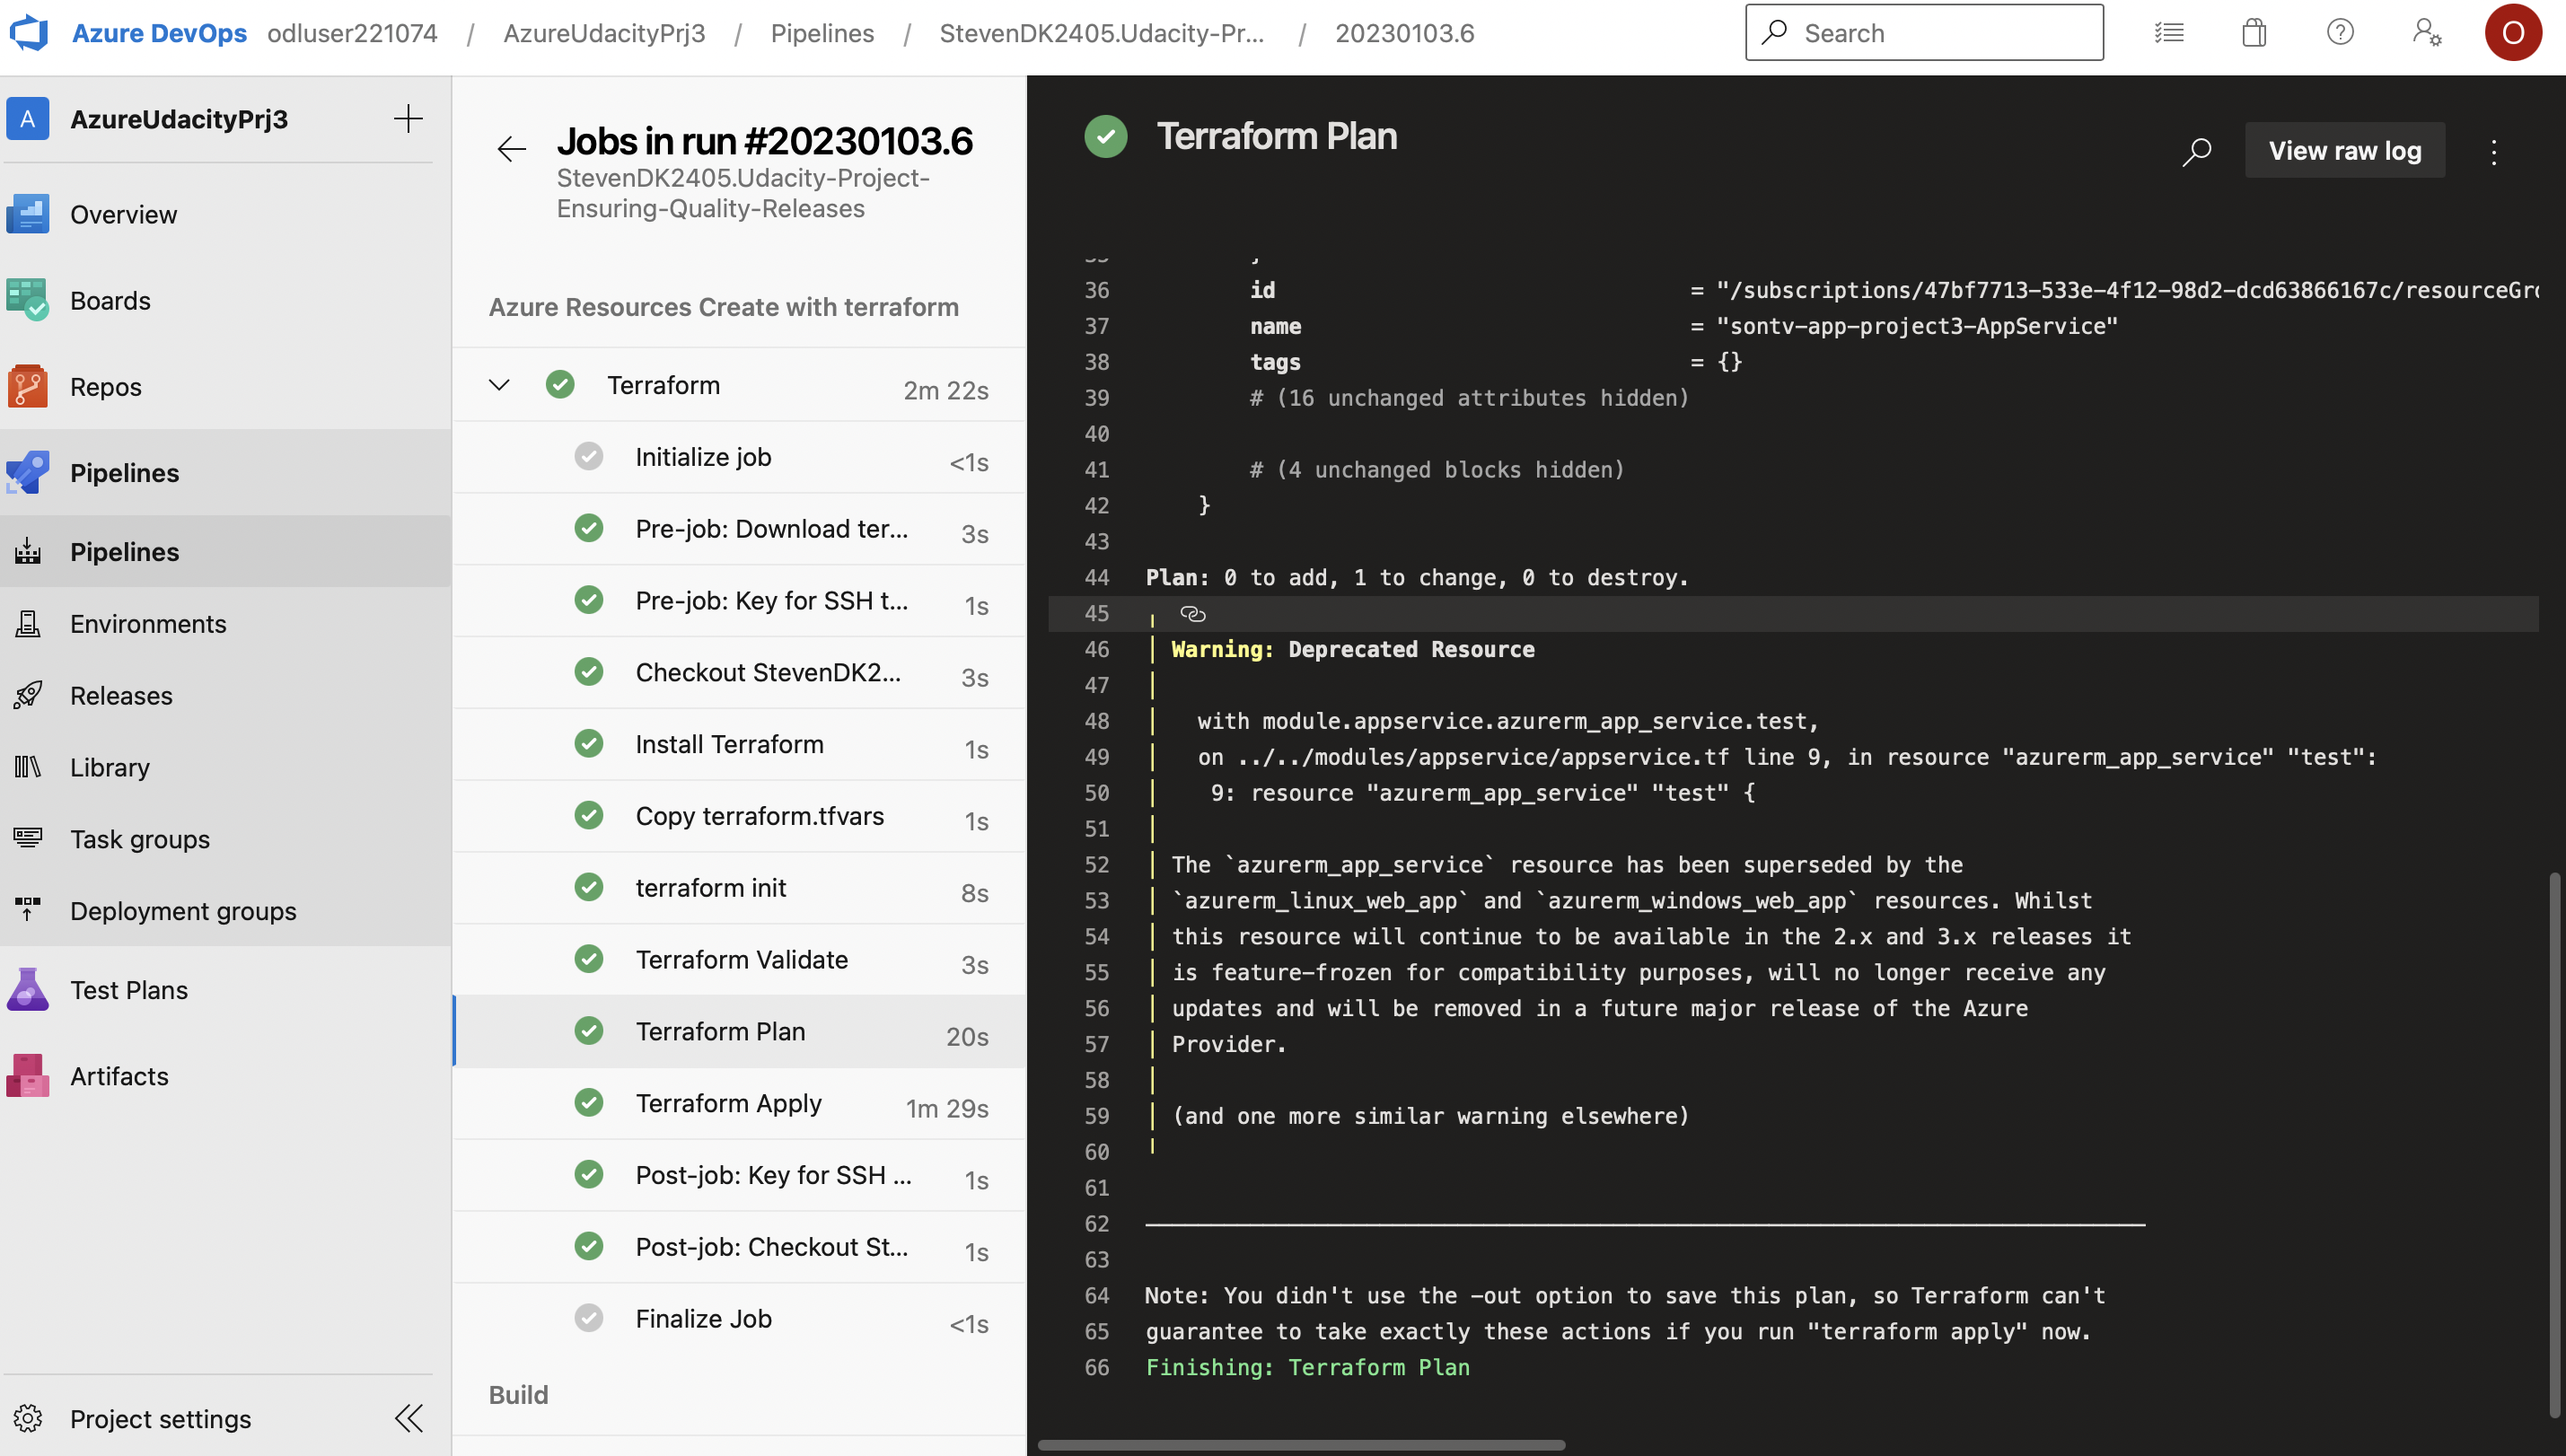 Azure DevOps odluser221074 / AzureUdacityPrj3 / Pipelines / StevenDK2405.Udacity-Pr... / 20230103.6
Search
O
A AzureUdacityPrj3
Overview
Boards
Repos
Pipelines
Pipelines
Environments
Releases
Library
Task groups
Deployment groups
Test Plans
Artifacts
Project settings
Jobs in run #20230103.6
StevenDK2405.Udacity-Project-
Ensuring-Quality-Releases
Azure Resources Create with terraform
Terraform 2m 22s
Initialize job <1s
Pre-job: Download ter... 3s
Pre-job: Key for SSH t... 1s
Checkout StevenDK2... 3s
Install Terraform 1s
Copy terraform.tfvars 1s
terraform init 8s
Terraform Validate 3s
Terraform Plan 20s
Terraform Apply 1m 29s
Post-job: Key for SSH ... 1s
Post-job: Checkout St... 1s
Finalize Job <1s
Build
Terraform Plan
View raw log
36 id = "/subscriptions/47bf7713-533e-4f12-98d2-dcd63866167c/resourceGro
37 name = "sontv-app-project3-AppService"
38 tags = {}
39 # (16 unchanged attributes hidden)
40
41 # (4 unchanged blocks hidden)
42 }
43
44 Plan: 0 to add, 1 to change, 0 to destroy.
45
46 Warning: Deprecated Resource
47
48 with module.appservice.azurerm_app_service.test,
49 on ../../modules/appservice/appservice.tf line 9, in resource "azurerm_app_service" "test":
50 9: resource "azurerm_app_service" "test" {
51
52 The `azurerm_app_service` resource has been superseded by the
53 `azurerm_linux_web_app` and `azurerm_windows_web_app` resources. Whilst
54 this resource will continue to be available in the 2.x and 3.x releases it
55 is feature-frozen for compatibility purposes, will no longer receive any
56 updates and will be removed in a future major release of the Azure
57 Provider.
58
59 (and one more similar warning elsewhere)
60
61
62
63
64 Note: You didn't use the -out option to save this plan, so Terraform can't
65 guarantee to take exactly these actions if you run "terraform apply" now.
66 Finishing: Terraform Plan